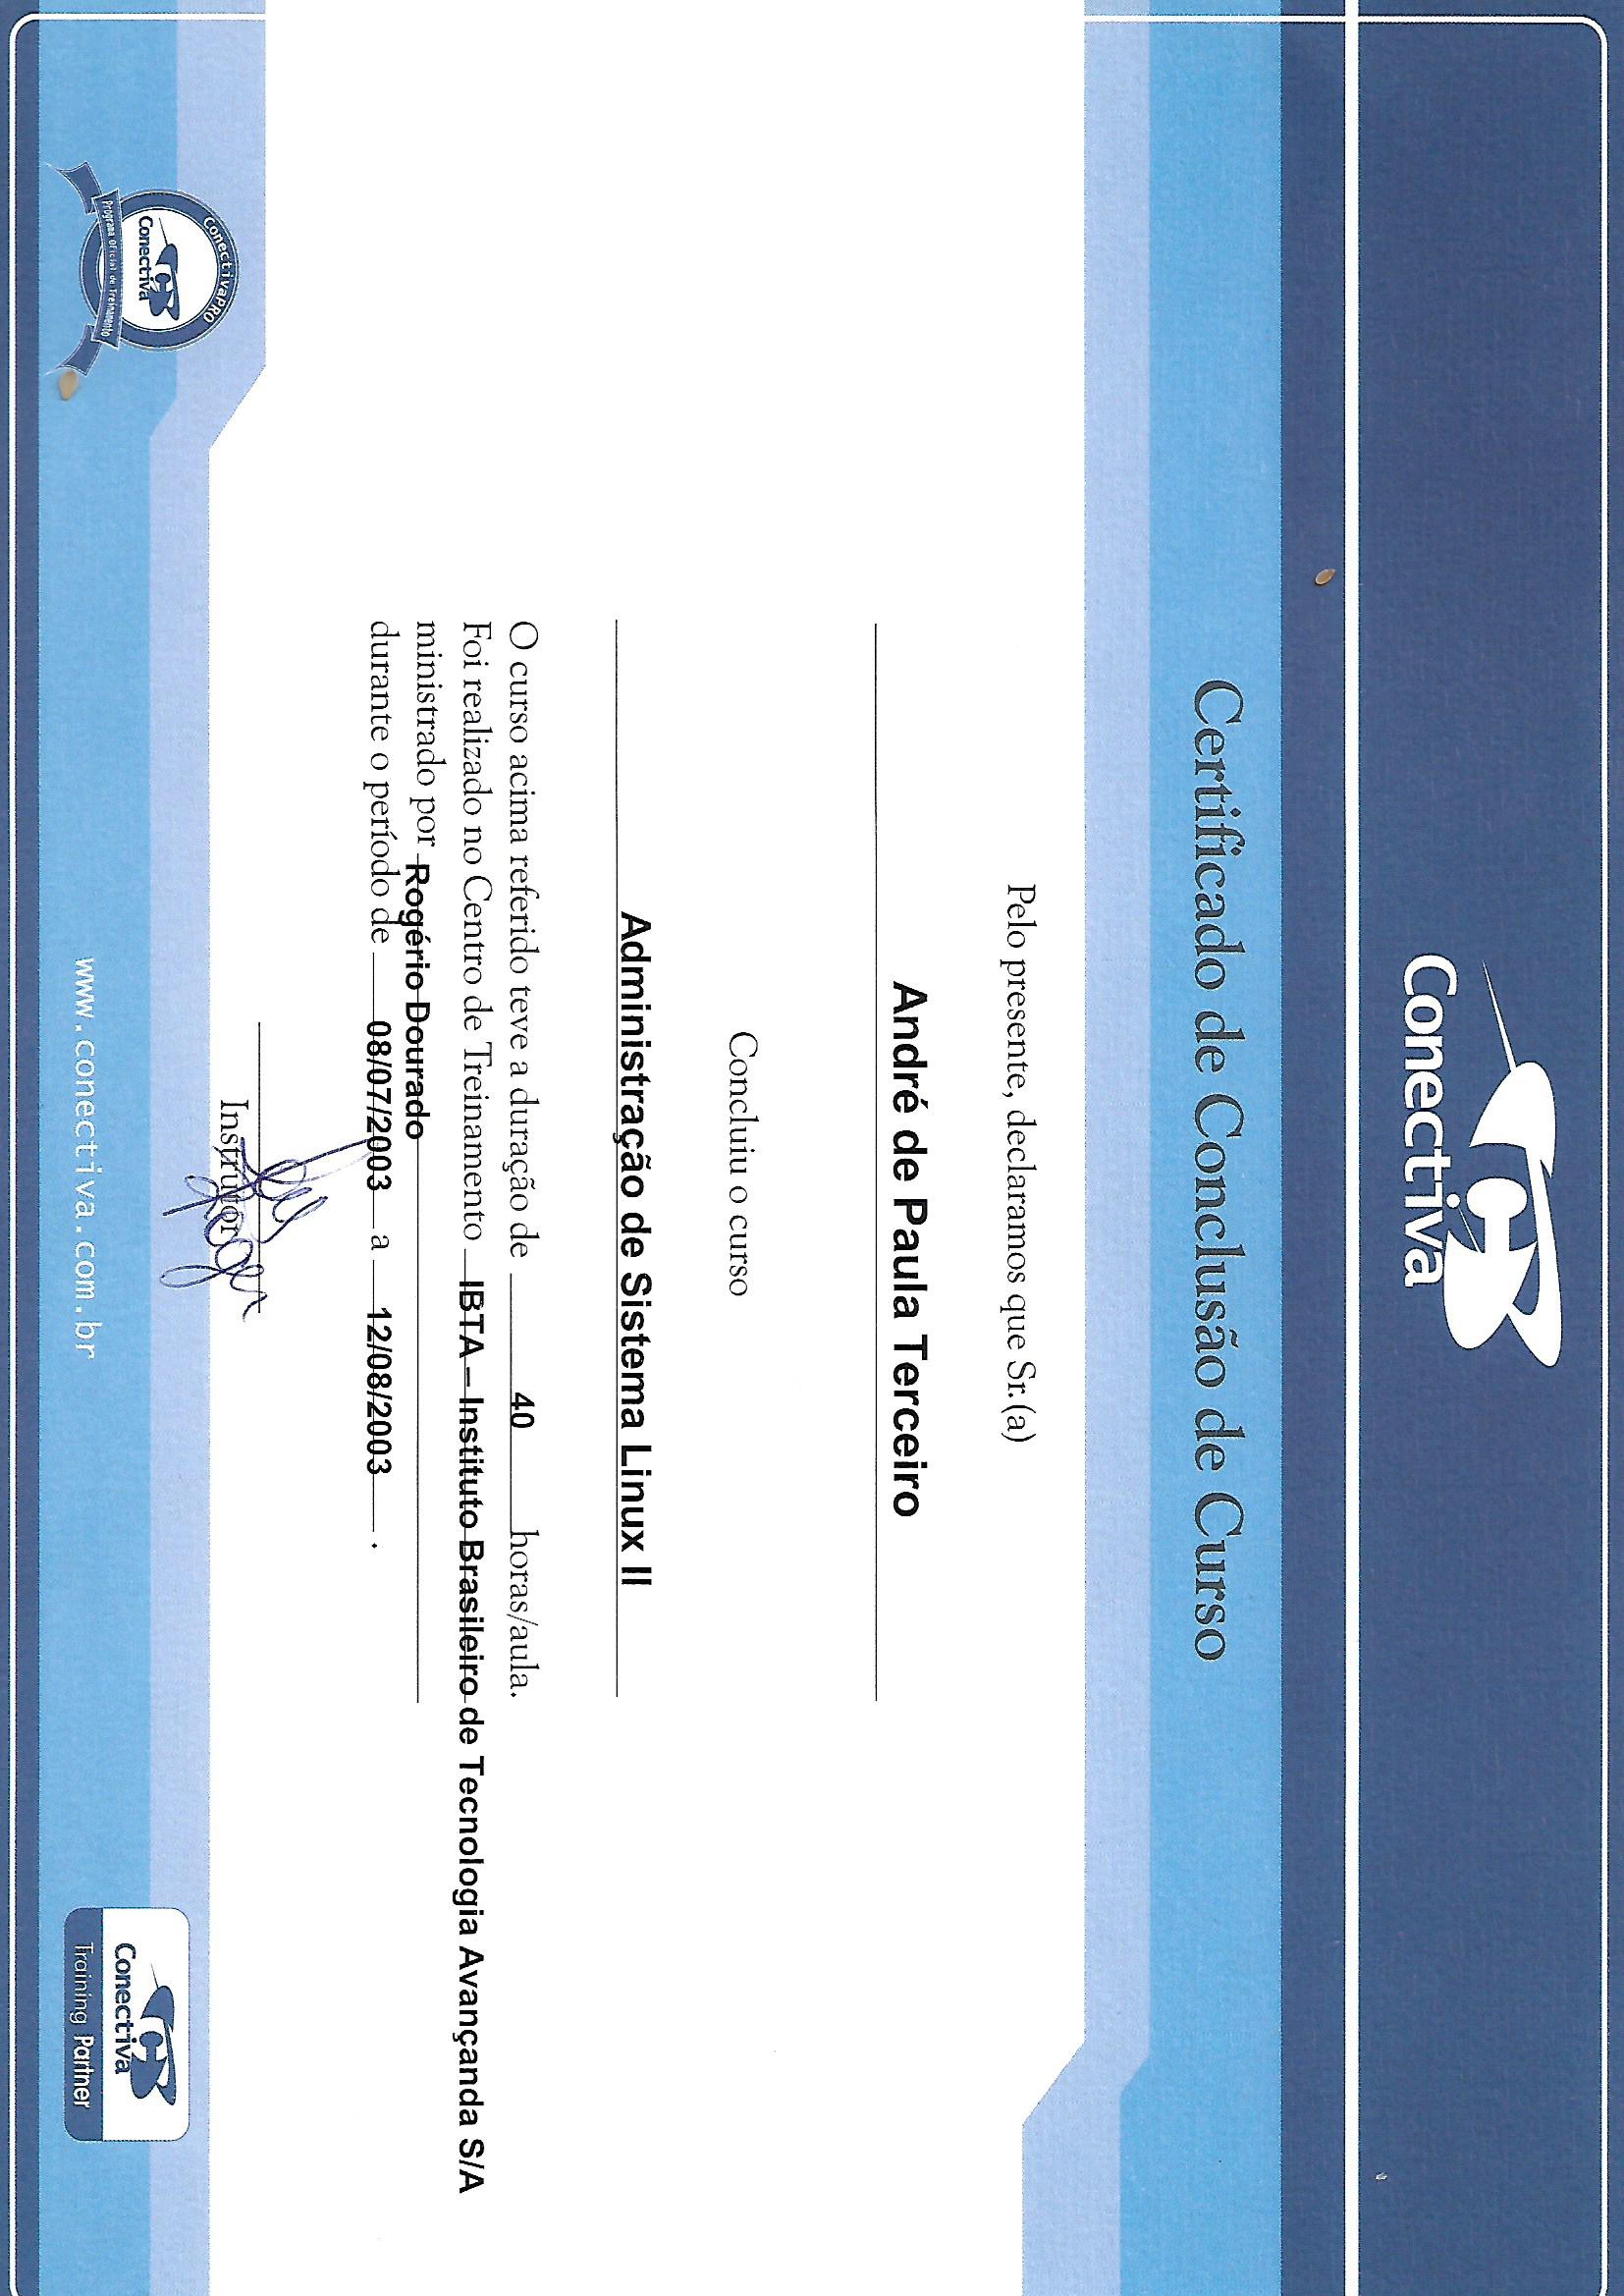 Conectiva
Certificado de Conclusão de Curso
Pelo presente, declaramos que Sr.(a)
André de Paula Terceiro
Concluiu o curso
Administração de Sistema Linux II
O curso acima referido teve a duração de 40 horas/aula.
Foi realizado no Centro de Treinamento IBTA – Instituto Brasileiro de Tecnologia Avançanda S/A
ministrado por Rogério Dourado
durante o período de 08/07/2003 a 12/08/2003 .
Instrutor
ConectivaPRO
Conectiva
Programa oficial de Treinamento
www.conectiva.com.br
Conectiva
Training Partner